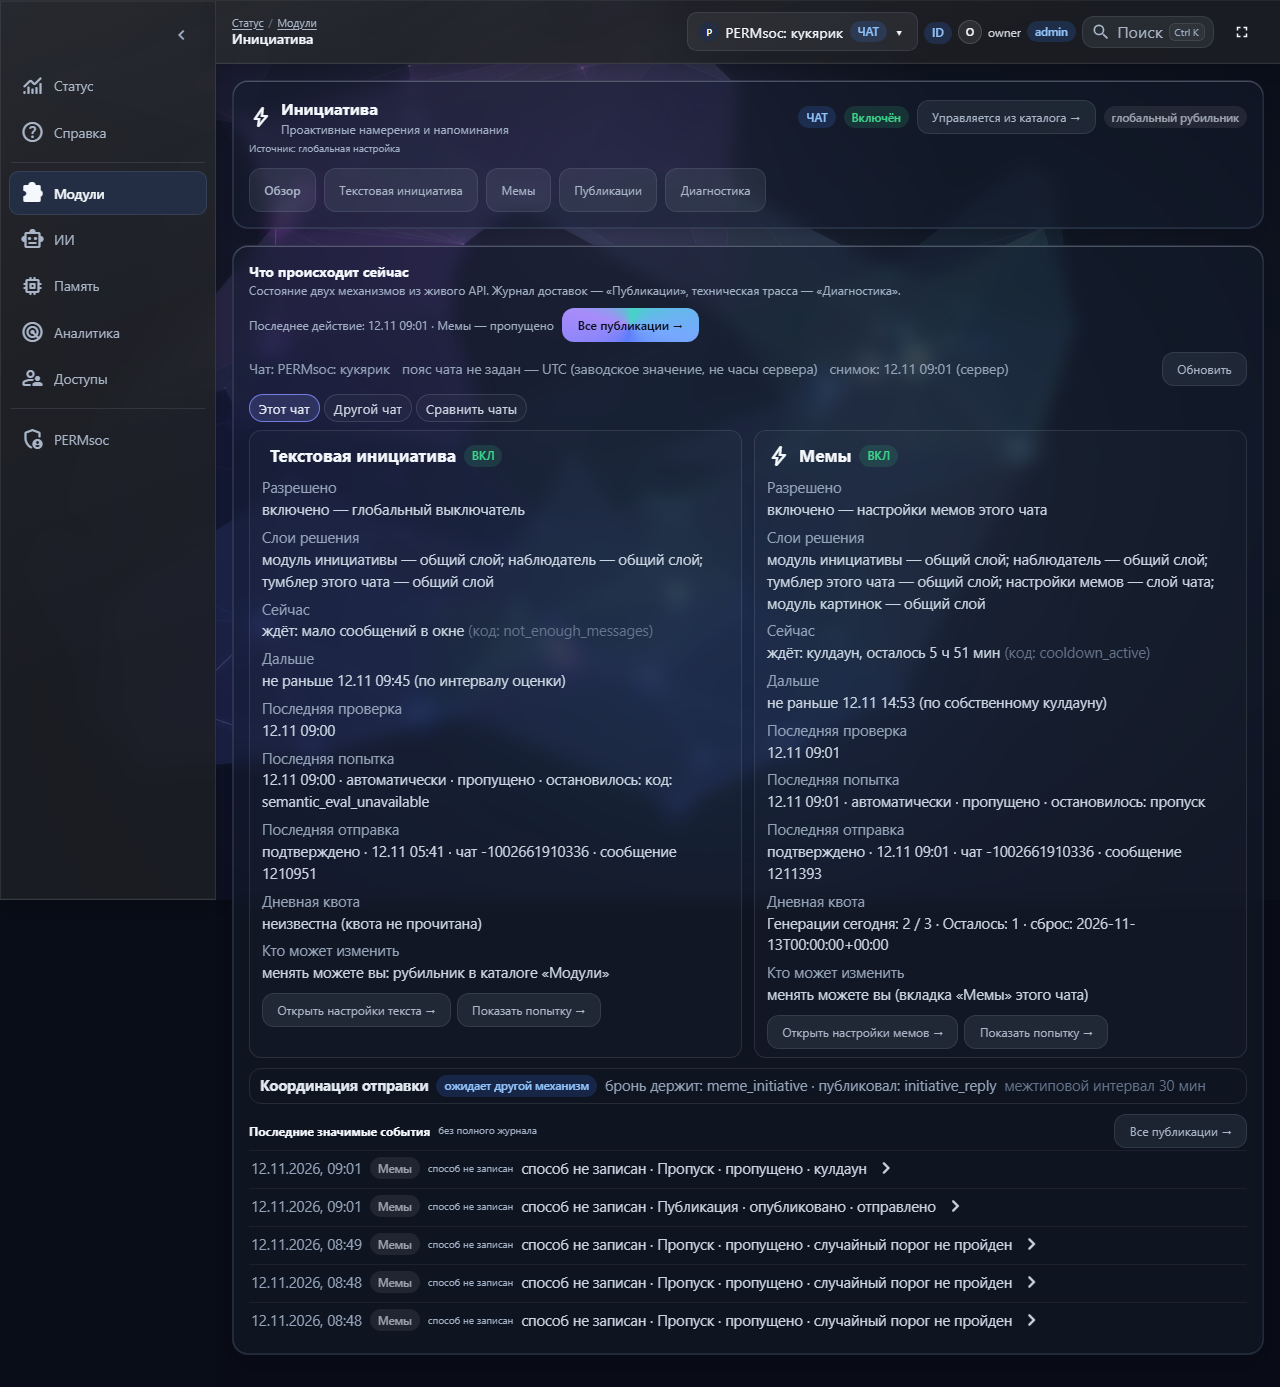 Статус / Модули
Инициатива
P PERMsoc: кукярик ЧАТ ▾ ID O owner admin Поиск Ctrl K
Статус
Справка
Модули
ИИ
Память
Аналитика
Доступы
PERMsoc
Инициатива
Проактивные намерения и напоминания
Источник: глобальная настройка
ЧАТ Включён Управляется из каталога → глобальный рубильник
Обзор Текстовая инициатива Мемы Публикации Диагностика
Что происходит сейчас
Состояние двух механизмов из живого API. Журнал доставок — «Публикации», техническая трасса — «Диагностика».
Последнее действие: 12.11 09:01 · Мемы — пропущено Все публикации →
Чат: PERMsoc: кукярик пояс чата не задан — UTC (заводское значение, не часы сервера) снимок: 12.11 09:01 (сервер) Обновить
Этот чат Другой чат Сравнить чаты
Текстовая инициатива ВКЛ
Разрешено
включено — глобальный выключатель
Слои решения
модуль инициативы — общий слой; наблюдатель — общий слой;
тумблер этого чата — общий слой
Сейчас
ждёт: мало сообщений в окне (код: not_enough_messages)
Дальше
не раньше 12.11 09:45 (по интервалу оценки)
Последняя проверка
12.11 09:00
Последняя попытка
12.11 09:00 · автоматически · пропущено · остановилось: код:
semantic_eval_unavailable
Последняя отправка
подтверждено · 12.11 05:41 · чат -1002661910336 · сообщение
1210951
Дневная квота
неизвестна (квота не прочитана)
Кто может изменить
менять можете вы: рубильник в каталоге «Модули»
Открыть настройки текста → Показать попытку →
Мемы ВКЛ
Разрешено
включено — настройки мемов этого чата
Слои решения
модуль инициативы — общий слой; наблюдатель — общий слой;
тумблер этого чата — общий слой; настройки мемов — слой чата;
модуль картинок — общий слой
Сейчас
ждёт: кулдаун, осталось 5 ч 51 мин (код: cooldown_active)
Дальше
не раньше 12.11 14:53 (по собственному кулдауну)
Последняя проверка
12.11 09:01
Последняя попытка
12.11 09:01 · автоматически · пропущено · остановилось: пропуск
Последняя отправка
подтверждено · 12.11 09:01 · чат -1002661910336 · сообщение
1211393
Дневная квота
Генерации сегодня: 2 / 3 · Осталось: 1 · сброс: 2026-11-
13T00:00:00+00:00
Кто может изменить
менять можете вы (вкладка «Мемы» этого чата)
Открыть настройки мемов → Показать попытку →
Координация отправки ожидает другой механизм бронь держит: meme_initiative · публиковал: initiative_reply межтиповой интервал 30 мин
Последние значимые события без полного журнала Все публикации →
12.11.2026, 09:01 Мемы способ не записан способ не записан · Пропуск · пропущено · кулдаун
12.11.2026, 09:01 Мемы способ не записан способ не записан · Публикация · опубликовано · отправлено
12.11.2026, 08:49 Мемы способ не записан способ не записан · Пропуск · пропущено · случайный порог не пройден
12.11.2026, 08:48 Мемы способ не записан способ не записан · Пропуск · пропущено · случайный порог не пройден
12.11.2026, 08:48 Мемы способ не записан способ не записан · Пропуск · пропущено · случайный порог не пройден